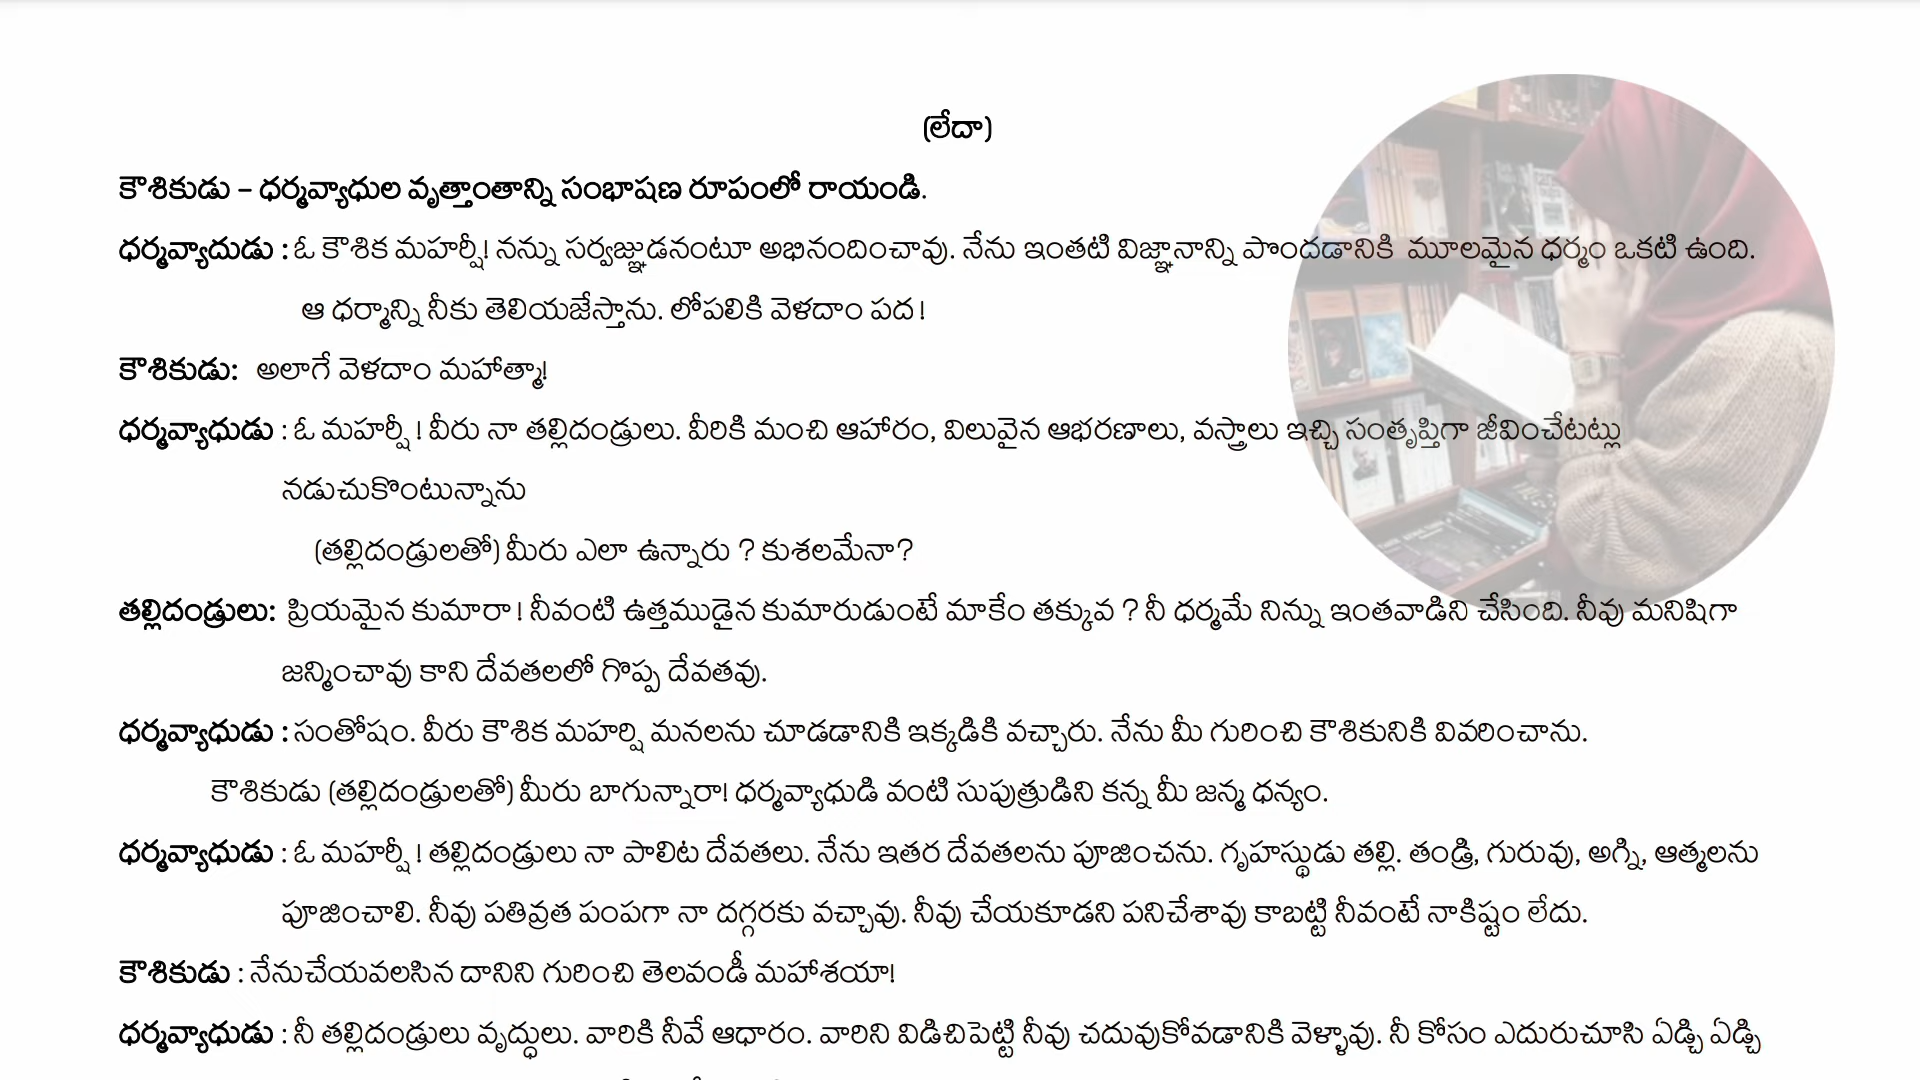 (లేదా)
కౌశికుడు – ధర్మవ్యాధుల వృత్తాంతాన్ని సంభాషణ రూపంలో రాయండి.
ధర్మవ్యాదుడు : ఓ కౌశిక మహర్షీ! నన్ను సర్వజ్ఞుడనంటూ అభినందించావు. నేను ఇంతటి విజ్ఞానాన్ని పొందడానికి మూలమైన ధర్మం ఒకటి ఉంది.
ఆ ధర్మాన్ని నీకు తెలియజేస్తాను. లోపలికి వెళదాం పద !
కౌశికుడు: అలాగే వెళదాం మహాత్మా!
ధర్మవ్యాధుడు : ఓ మహర్షీ ! వీరు నా తల్లిదండ్రులు. వీరికి మంచి ఆహారం, విలువైన ఆభరణాలు, వస్త్రాలు ఇచ్చి సంతృప్తిగా జీవించేటట్లు
నడుచుకొంటున్నాను
(తల్లిదండ్రులతో) మీరు ఎలా ఉన్నారు ? కుశలమేనా?
తల్లిదండ్రులు: ప్రియమైన కుమారా ! నీవంటి ఉత్తముడైన కుమారుడుంటే మాకేం తక్కువ ? నీ ధర్మమే నిన్ను ఇంతవాడిని చేసింది. నీవు మనిషిగా
జన్మించావు కాని దేవతలలో గొప్ప దేవతవు.
ధర్మవ్యాధుడు : సంతోషం. వీరు కౌశిక మహర్షి మనలను చూడడానికి ఇక్కడికి వచ్చారు. నేను మీ గురించి కౌశికునికి వివరించాను.
కౌశికుడు (తల్లిదండ్రులతో) మీరు బాగున్నారా! ధర్మవ్యాధుడి వంటి సుపుత్రుడిని కన్న మీ జన్మ ధన్యం.
ధర్మవ్యాధుడు : ఓ మహర్షీ ! తల్లిదండ్రులు నా పాలిట దేవతలు. నేను ఇతర దేవతలను పూజించను. గృహస్థుడు తల్లి. తండ్రి, గురువు, అగ్ని, ఆత్మలను
పూజించాలి. నీవు పతివ్రత పంపగా నా దగ్గరకు వచ్చావు. నీవు చేయకూడని పనిచేశావు కాబట్టి నీవంటే నాకిష్టం లేదు.
కౌశికుడు : నేనుచేయవలసిన దానిని గురించి తెలవండీ మహాశయా!
ధర్మవ్యాధుడు : నీ తల్లిదండ్రులు వృద్ధులు. వారికి నీవే ఆధారం. వారిని విడిచిపెట్టి నీవు చదువుకోవడానికి వెళ్ళావు. నీ కోసం ఎదురుచూసి ఏడ్చి ఏడ్చి